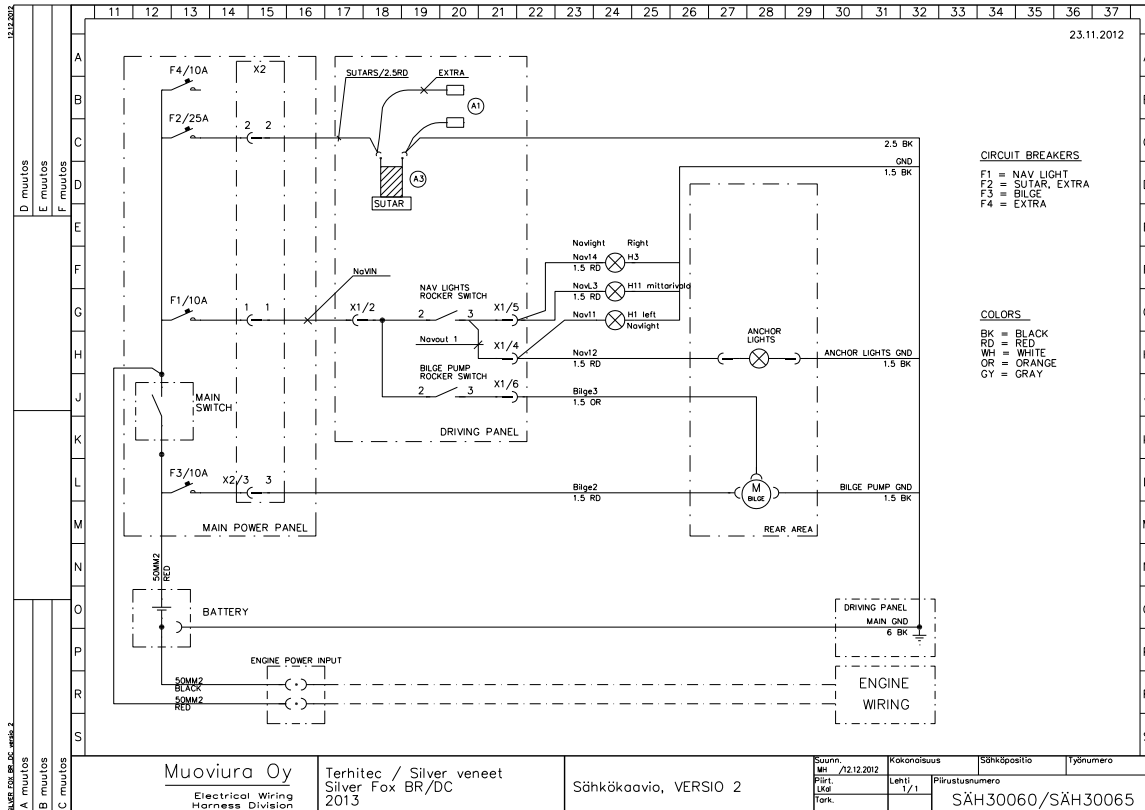 11 12 13 14 15 16 17 18 19 20 21 22 23 24 25 26 27 28 29 30 31 32 33 34 35 36 37
12.12.2012
23.11.2012
A
B
C
D
E
F
G
H
J
K
L
M
N
O
P
R
S
D muutos
E muutos
F muutos
A muutos
B muutos
C muutos
F4/10A
X2
SUTARS/2.5RD
EXTRA
A1
F2/25A
2 2
2.5 BK
GND
1.5 BK
A3
SUTAR
CIRCUIT BREAKERS
F1 = NAV LIGHT
F2 = SUTAR, EXTRA
F3 = BILGE
F4 = EXTRA
Navlight Right
Nav14 H3
1.5 RD
NaVIN
NAV LIGHTS
ROCKER SWITCH
NavL3 H11 mittarivalo
1.5 RD
F1/10A
1 1
X1/2
2 3
X1/5
Nav11 H1 left
Navlight
COLORS
BK = BLACK
RD = RED
WH = WHITE
OR = ORANGE
GY = GRAY
Navout 1
X1/4
ANCHOR
LIGHTS
Nav12
1.5 RD
ANCHOR LIGHTS GND
1.5 BK
BILGE PUMP
ROCKER SWITCH
2 3
X1/6
Bilge3
1.5 OR
MAIN
SWITCH
DRIVING PANEL
F3/10A
X2/3 3
Bilge2
1.5 RD
M
BILGE
BILGE PUMP GND
1.5 BK
MAIN POWER PANEL
REAR AREA
50MM2
RED
BATTERY
DRIVING PANEL
MAIN GND
6 BK
ENGINE POWER INPUT
50MM2
BLACK
50MM2
RED
ENGINE
WIRING
SILVER FOX BR_DC versio 2
Muoviura Oy
Electrical Wiring
Harness Division
Terhitec / Silver veneet
Silver Fox BR/DC
2013
Sähkökaavio, VERSIO 2
Suunn.
MH /12.12.2012
Kokonaisuus
Sähköpositio
Työnumero
Piirt.
LKal
Lehti
1/1
Piirustusnumero
Tark.
SÄH30060/SÄH30065